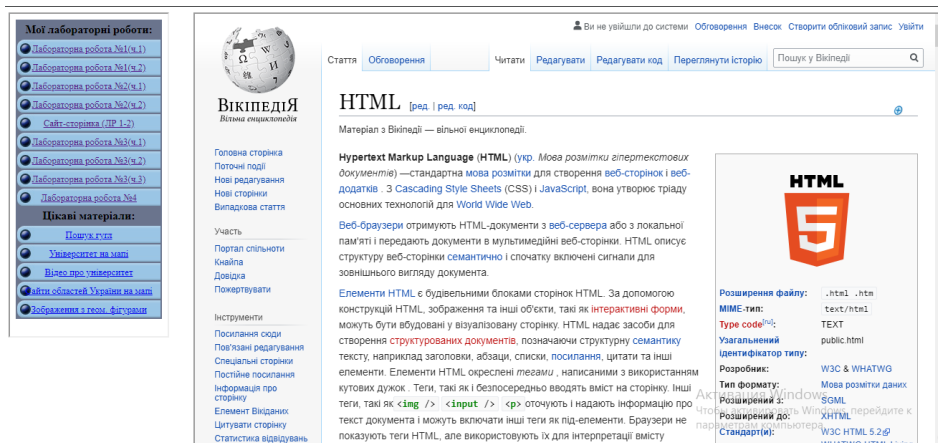 Мої лабораторні роботи:
Лабораторна робота №1(ч.1)
Лабораторна робота №1(ч.2)
Лабораторна робота №2(ч.1)
Лабораторна робота №2(ч.2)
Сайт-сторінка (ЛР 1-2)
Лабораторна робота №3(ч.1)
Лабораторна робота №3(ч.2)
Лабораторна робота №3(ч.3)
Лабораторна робота №4
Цікаві матеріали:
Пошук гугл
Університет на мапі
Відео про університет
айти областей України на мапі
Зображення з геом. фігурами
ВікіпедіЯ
Вільна енциклопедія
Головна сторінка
Поточні події
Нові редагування
Нові сторінки
Випадкова стаття
Участь
Портал спільноти
Кнайпа
Довідка
Пожертвувати
Інструменти
Посилання сюди
Пов'язані редагування
Спеціальні сторінки
Постійне посилання
Інформація про
сторінку
Елемент Вікіданих
Цитувати сторінку
Статистика відвідувань
Ви не увійшли до системи Обговорення Внесок Створити обліковий запис Увійти
Стаття Обговорення Читати Редагувати Редагувати код Переглянути історію Пошук у Вікіпедії
HTML [ред. | ред. код]
Матеріал з Вікіпедії — вільної енциклопедії.
Hypertext Markup Language (HTML) (укр. Мова розмітки гіпертекстових
документів) —стандартна мова розмітки для створення веб-сторінок і веб-
додатків . З Cascading Style Sheets (CSS) і JavaScript, вона утворює тріаду
основних технологій для World Wide Web.
Веб-браузери отримують HTML-документи з веб-сервера або з локальної
пам'яті і передають документи в мультимедійні веб-сторінки. HTML описує
структуру веб-сторінки семантично і спочатку включені сигнали для
зовнішнього вигляду документа.
Елементи HTML є будівельними блоками сторінок HTML. За допомогою
конструкцій HTML, зображення та інші об'єкти, такі як інтерактивні форми,
можуть бути вбудовані у візуалізовану сторінку. HTML надає засоби для
створення структурованих документів, позначаючи структурну семантику
тексту, наприклад заголовки, абзаци, списки, посилання, цитати та інші
елементи. Елементи HTML окреслені тегами , написаними з використанням
кутових дужок . Теги, такі як і безпосередньо вводять вміст на сторінку. Інші
теги, такі як <img /> <input /> <p> оточують і надають інформацію про
текст документа і можуть включати інші теги як під-елементи. Браузери не
показують теги HTML, але використовують їх для інтерпретації вмісту
HTML
5
Розширення файлу: .html .htm
MIME-тип: text/html
Type code[ru]: TEXT
Узагальнений public.html
ідентифікатор типу:
Розробник: W3C & WHATWG
Тип формату: Мова розмітки даних
Розширений з: SGML
Розширений до: XHTML
Стандарт(и): W3C HTML 5.2
WHATWG HTML Living
Активация Windows
Чтобы активировать Windows, перейдите к
параметрам компьютера.